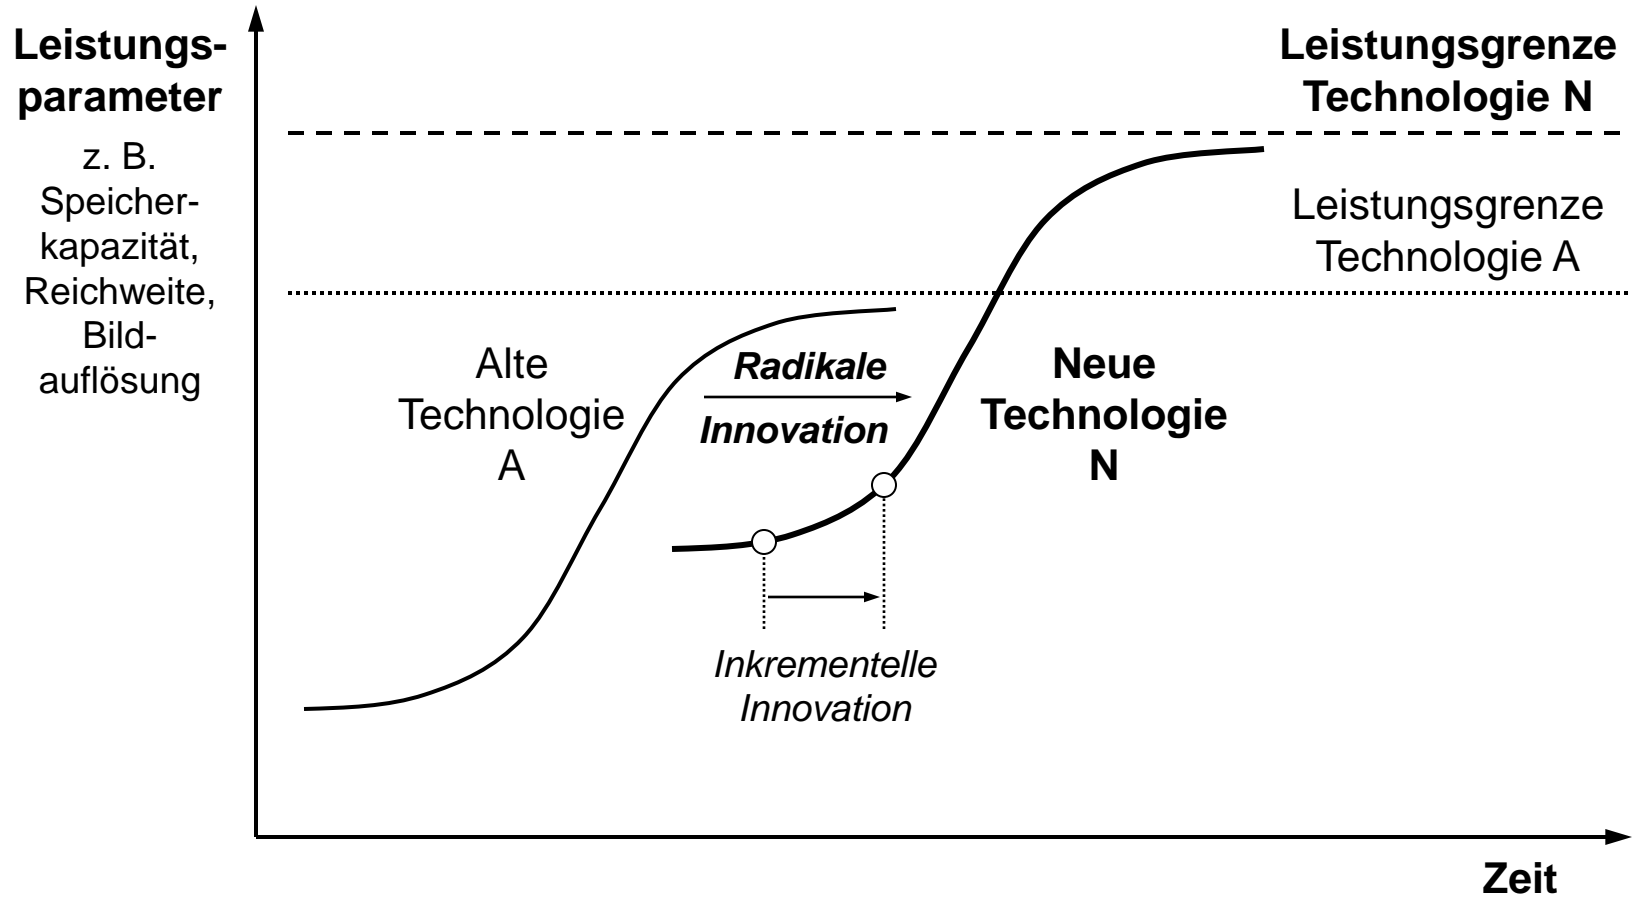 Leistungs-
parameter
z. B.
Speicher-
kapazität,
Reichweite,
Bild-
auflösung
Leistungsgrenze
Technologie N
Leistungsgrenze
Technologie A
Alte
Technologie
A
Radikale
Innovation
Neue
Technologie
N
Inkrementelle
Innovation
Zeit